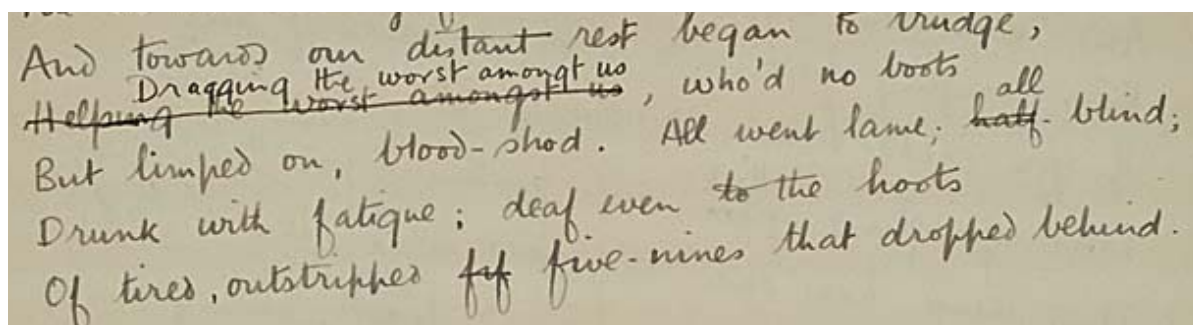 And towards our distant rest began to trudge,
Dragging the worst amongt us
Helping the worst amongst us, who'd no boots
all
But limped on, blood-shod. All went lame; half-blind;
Drunk with fatigue; deaf even to the hoots
Of tired, outstripped fif five-nines that dropped behind.